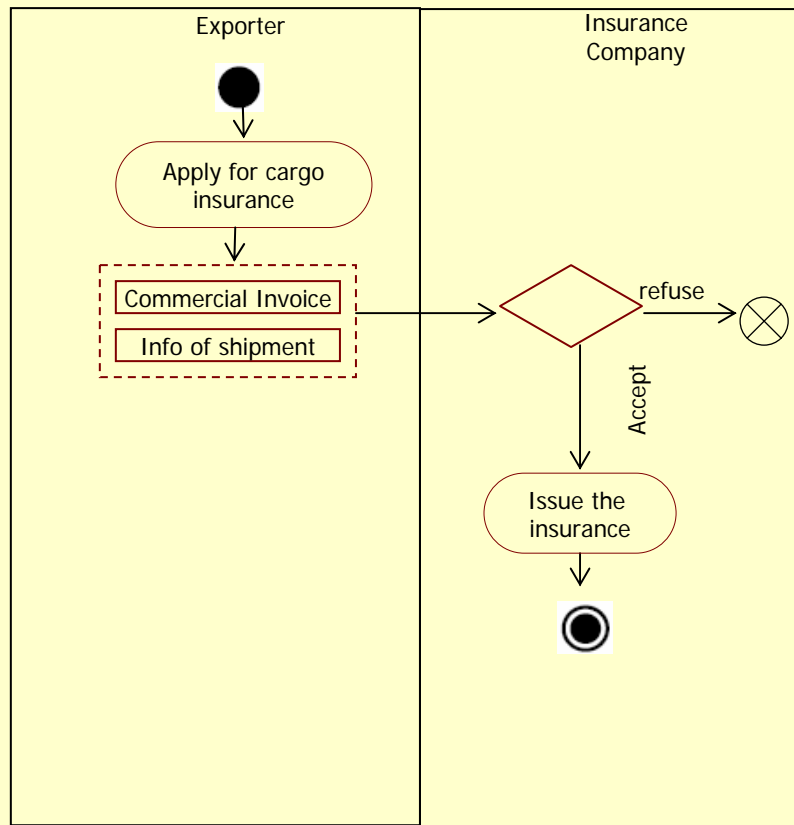 Exporter
Insurance
Company
Apply for cargo
insurance
Commercial Invoice
Info of shipment
refuse
Accept
Issue the
insurance